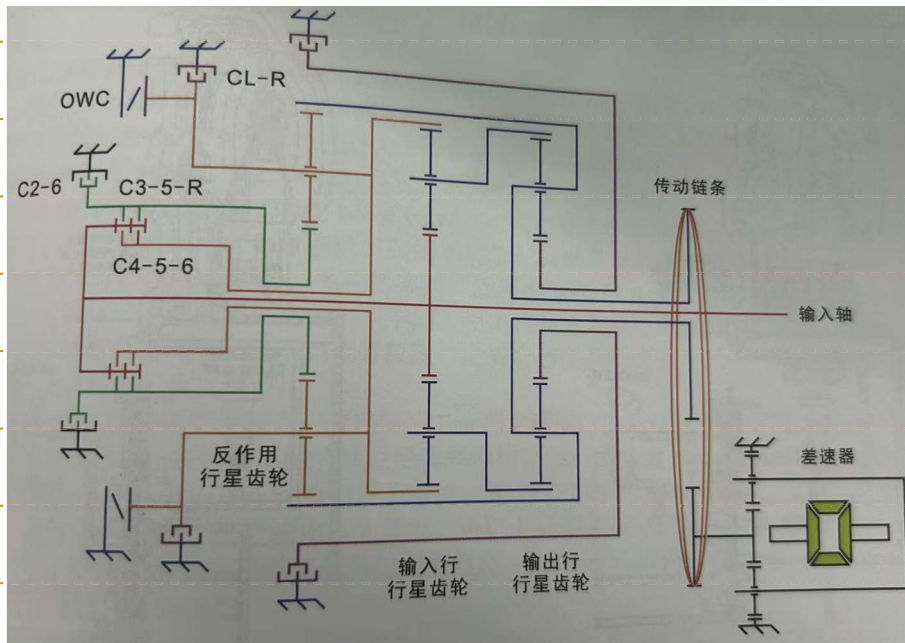 CL-R
OWC
C2-6
C3-5-R
C4-5-6
传动链条
输入轴
反作用
行星齿轮
输入行
行星齿轮
输出行
行星齿轮
差速器